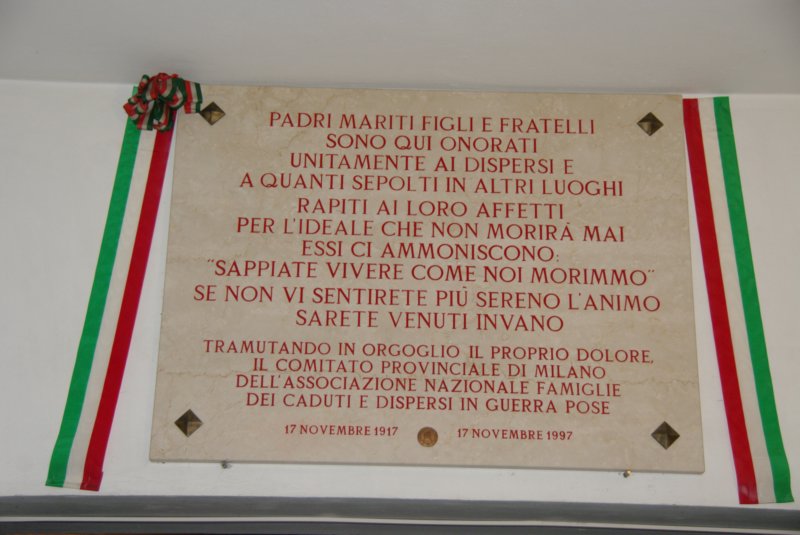 PADRI MARITI FIGLI E FRATELLI
SONO QUI ONORATI
UNITAMENTE AI DISPERSI E
A QUANTI SEPOLTI IN ALTRI LUOGHI
RAPITI AI LORO AFFETTI
PER L'IDEALE CHE NON MORIRÀ MAI
ESSI CI AMMONISCONO:
"SAPPIATE VIVERE COME NOI MORIMMO"
SE NON VI SENTIRETE PIÙ SERENO L'ANIMO
SARETE VENUTI INVANO
TRAMUTANDO IN ORGOGLIO IL PROPRIO DOLORE,
IL COMITATO PROVINCIALE DI MILANO
DELL'ASSOCIAZIONE NAZIONALE FAMIGLIE
DEI CADUTI E DISPERSI IN GUERRA POSE
17 NOVEMBRE 1917 17 NOVEMBRE 1997